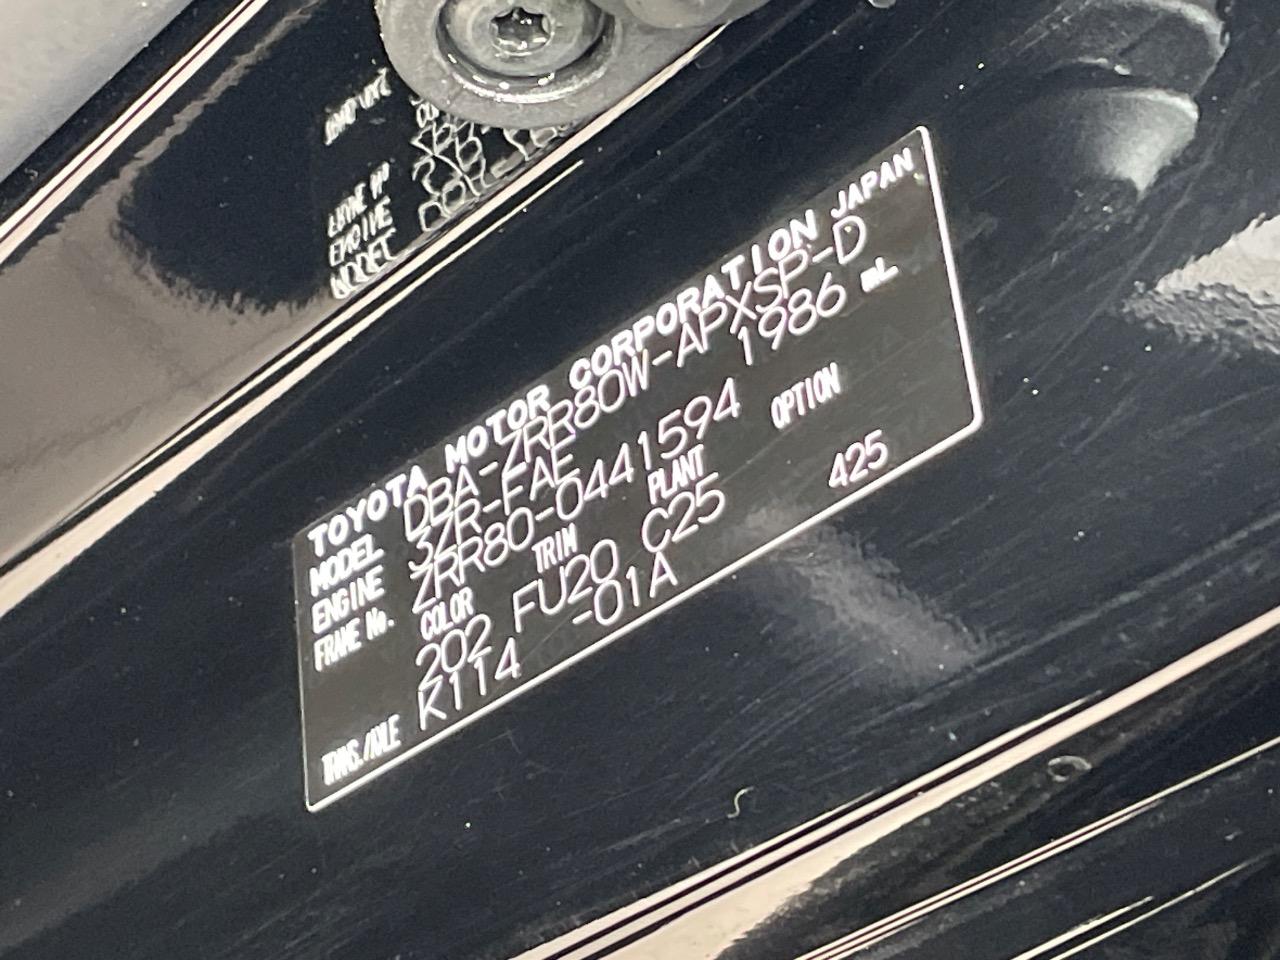 TOYOTA MOTOR CORPORATION JAPAN
MODEL DBA-ZRR80W-APXSP-D
ENGINE 3ZR-FAE 1986 mL
FRAME No. ZRR80-0441594
COLOR TRIM PLANT OPTION
202 FU20 C25 425
TRANS./AXLE K114 -01A